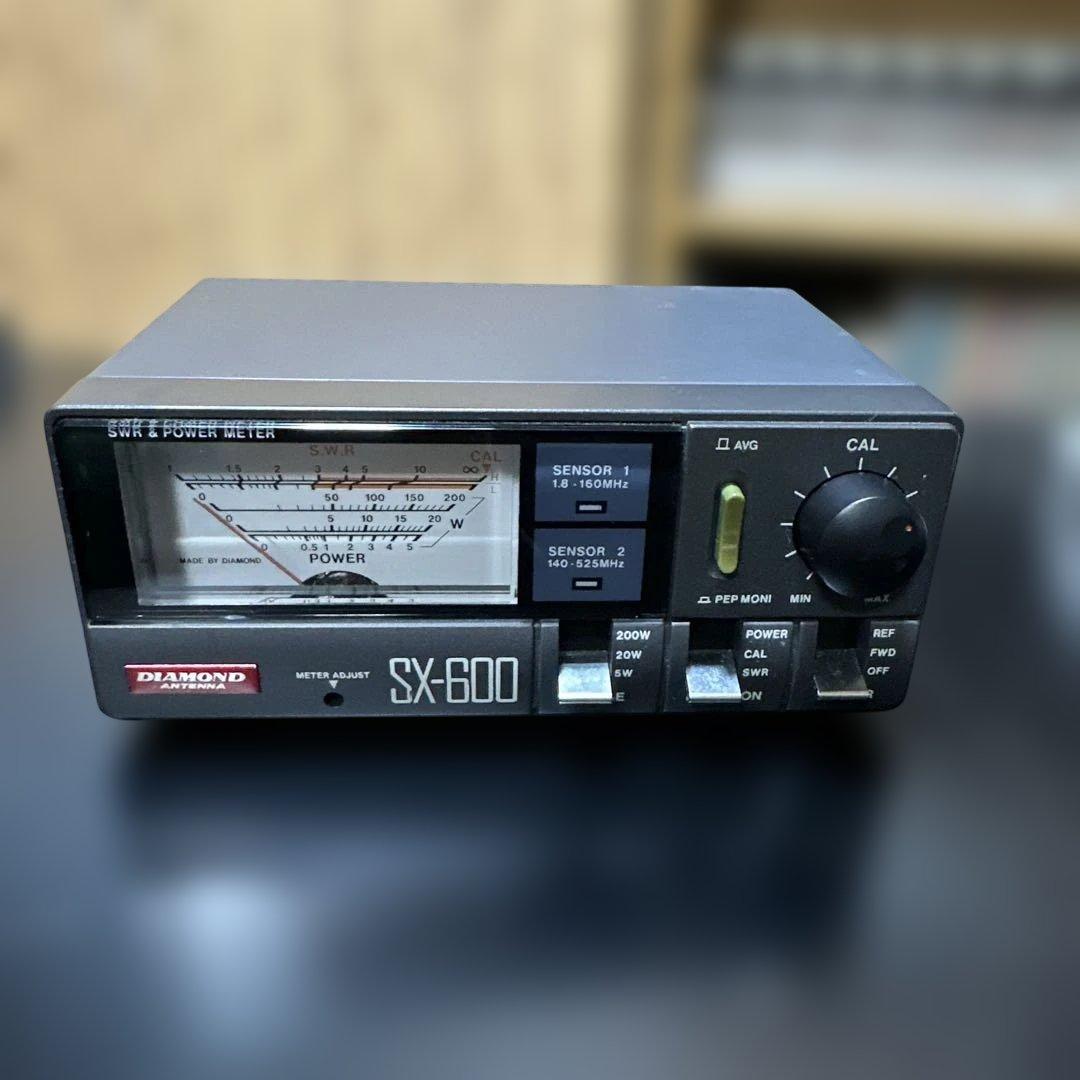 SWR & POWER METER
S.W.R
CAL
1 1.5 2 3 4 5 10 ∞ H
L
0 50 100 150 200
0 5 10 15 20 W
0 0.5 1 2 3 4 5
MADE BY DIAMOND
POWER
SENSOR 1
1.8 - 160MHz
SENSOR 2
140 - 525MHz
AVG
CAL
PEP MONI
MIN
MAX
DIAMOND
ANTENNA
METER ADJUST
SX-600
200W
20W
5W
E
POWER
CAL
SWR
ON
REF
FWD
OFF
R